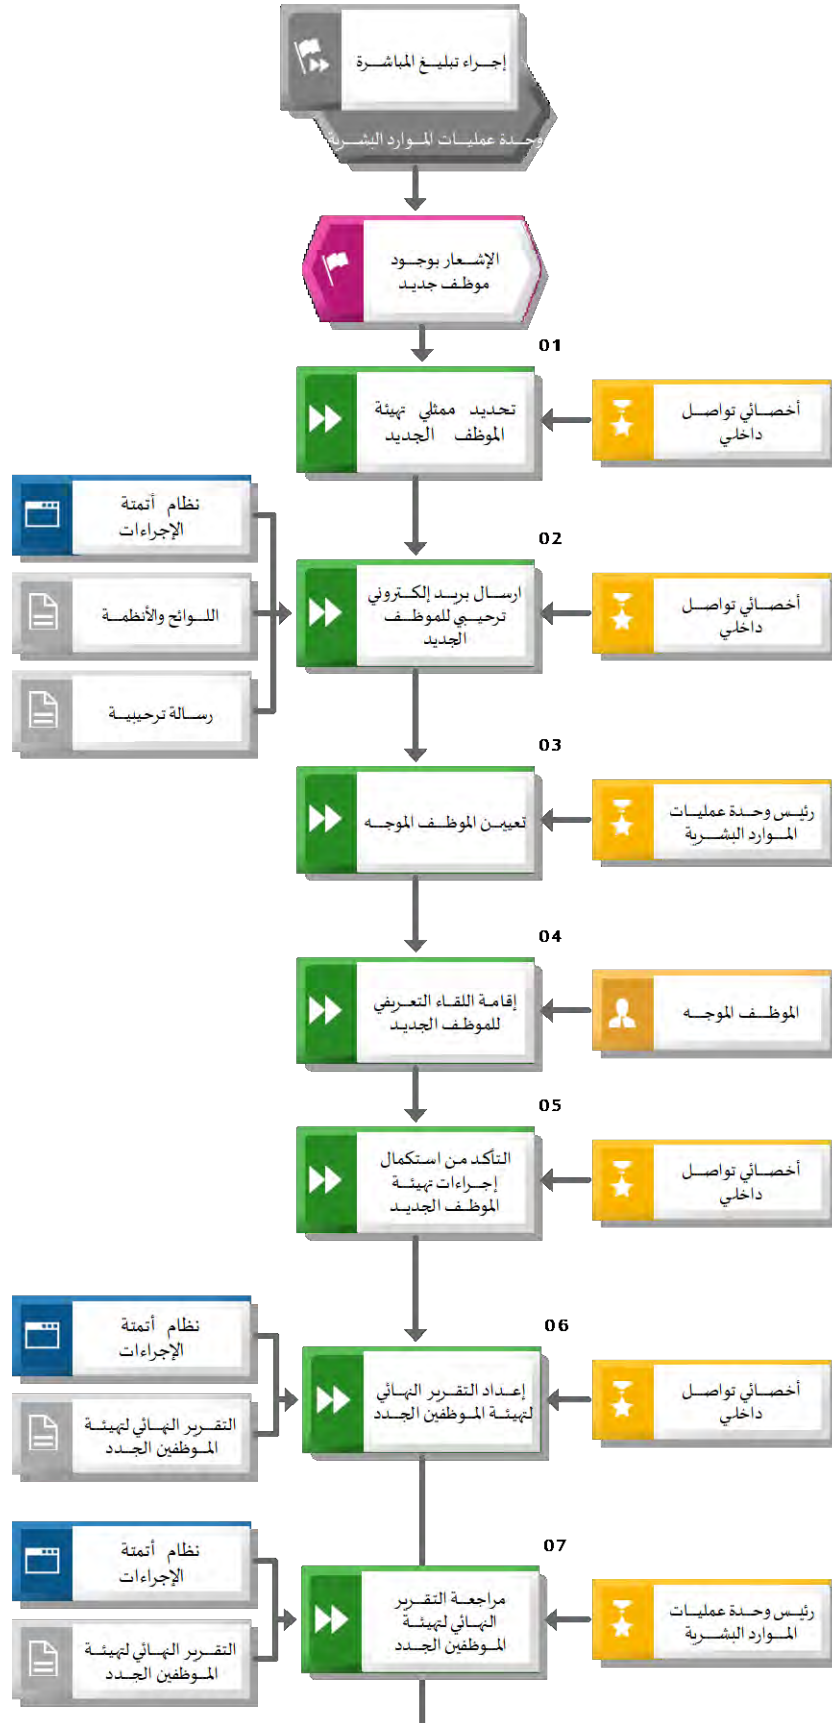 إجراء تبليغ المباشرة
وحدة عمليات الموارد البشرية
الإشعار بوجود
موظف جديد
01
تحديد ممثلي تهيئة
الموظف الجديد
أخصائي تواصل
داخلي
02
ارسال بريد إلكتروني
ترحيبي للموظف
الجديد
أخصائي تواصل
داخلي
نظام أتمتة
الإجراءات
اللوائح والأنظمة
رسالة ترحيبية
03
تعيين الموظف الموجه
رئيس وحدة عمليات
الموارد البشرية
04
إقامة اللقاء التعريفي
للموظف الجديد
الموظف الموجه
05
التأكد من استكمال
إجراءات تهيئة
الموظف الجديد
أخصائي تواصل
داخلي
06
إعداد التقرير النهائي
لتهيئة الموظفين الجدد
أخصائي تواصل
داخلي
نظام أتمتة
الإجراءات
التقرير النهائي لتهيئة
الموظفين الجدد
07
مراجعة التقرير
النهائي لتهيئة
الموظفين الجدد
رئيس وحدة عمليات
الموارد البشرية
نظام أتمتة
الإجراءات
التقرير النهائي لتهيئة
الموظفين الجدد